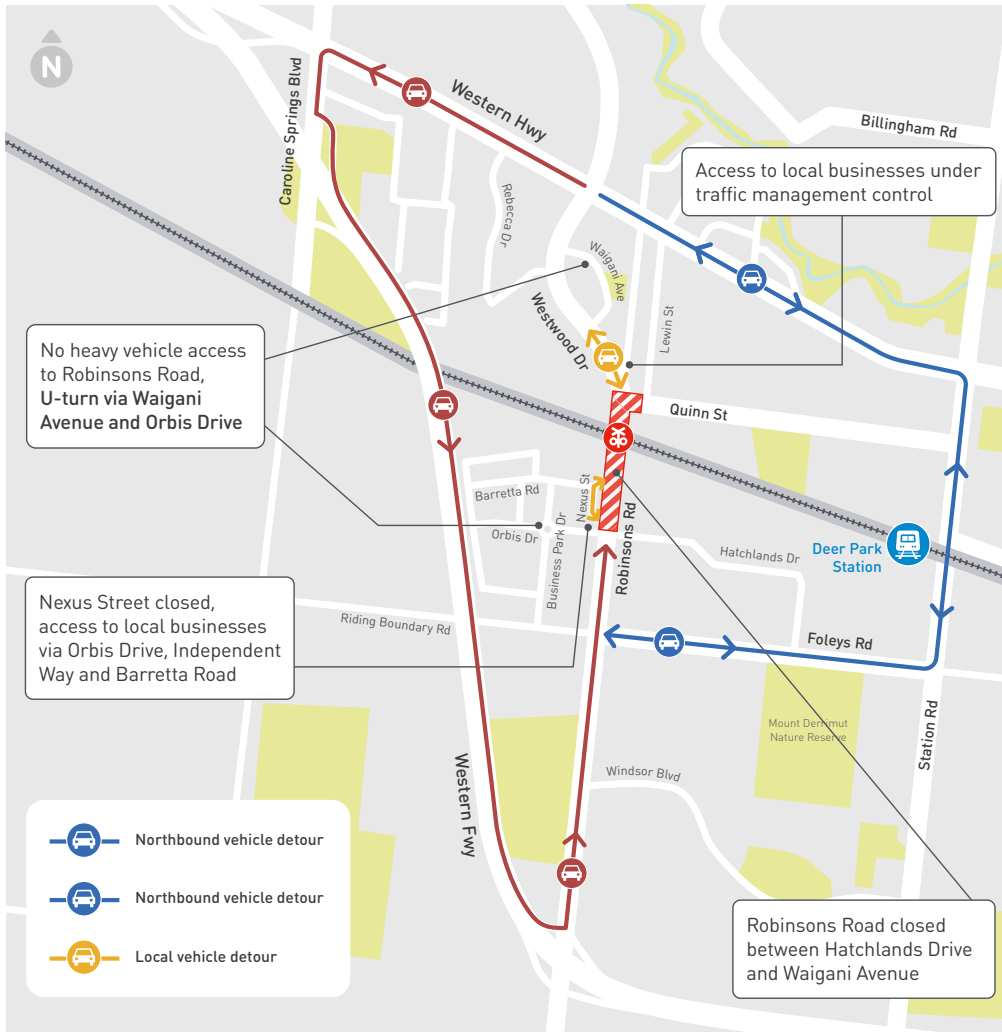 N
Caroline Springs Blvd
Western Hwy
Billingham Rd
Access to local businesses under
traffic management control
Rebecca Dr
Waigani Ave
Westwood Dr
Lewin St
No heavy vehicle access
to Robinsons Road,
U-turn via Waigani
Avenue and Orbis Drive
Quinn St
Barretta Rd
Nexus St
Orbis Dr
Business Park Dr
Robinsons Rd
Hatchlands Dr
Deer Park
Station
Nexus Street closed,
access to local businesses
via Orbis Drive, Independent
Way and Barretta Road
Riding Boundary Rd
Foleys Rd
Mount Derrimut
Nature Reserve
Station Rd
Windsor Blvd
Western Fwy
Northbound vehicle detour
Northbound vehicle detour
Local vehicle detour
Robinsons Road closed
between Hatchlands Drive
and Waigani Avenue